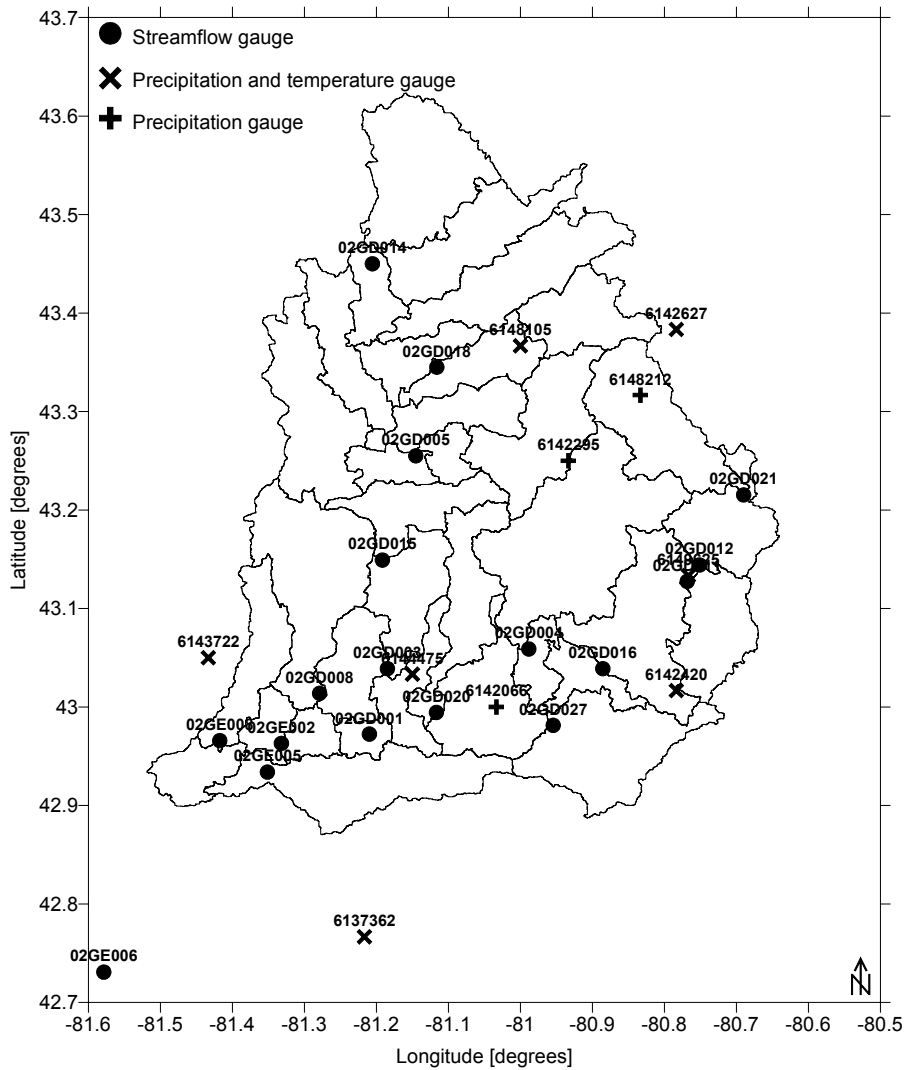 43.7
Streamflow gauge
Precipitation and temperature gauge
Precipitation gauge
43.6
43.5
02GD014
43.4
6142627
6148105
02GD018
6148212
43.3
02GD005
6142295
02GD021
43.2
02GD015
02GD012
43.1
02GD004
6143722
02GD003
6144475
02GD016
02GD008
6142420
02GD020
6142066
43
02GD001
02GD027
02GE002
02GE005
42.9
42.8
6137362
02GE006
42.7
N
-81.6
-81.5
-81.4
-81.3
-81.2
-81.1
-81
-80.9
-80.8
-80.7
-80.6
-80.5
Longitude [degrees]
Latitude [degrees]